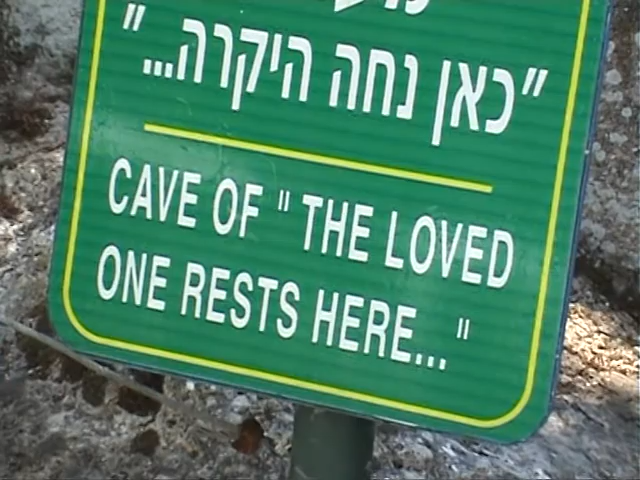 "כאן נחה היקרה..."
CAVE OF " THE LOVED
ONE RESTS HERE... "